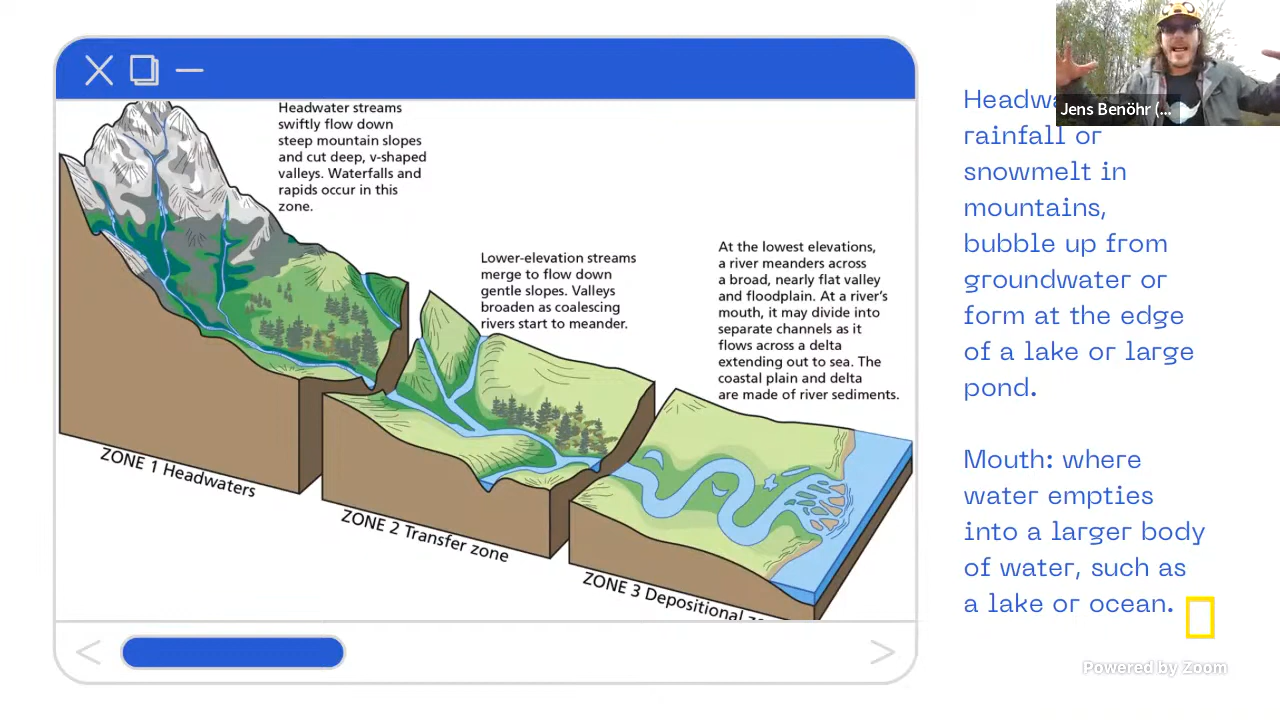 Headwater streams
swiftly flow down
steep mountain slopes
and cut deep, v-shaped
valleys. Waterfalls and
rapids occur in this
zone.
Lower-elevation streams
merge to flow down
gentle slopes. Valleys
broaden as coalescing
rivers start to meander.
At the lowest elevations,
a river meanders across
a broad, nearly flat valley
and floodplain. At a river's
mouth, it may divide into
separate channels as it
flows across a delta
extending out to sea. The
coastal plain and delta
are made of river sediments.
ZONE 1 Headwaters
ZONE 2 Transfer zone
ZONE 3 Depositional
Jens Benöhr (...
rainfall or
snowmelt in
mountains,
bubble up from
groundwater or
form at the edge
of a lake or large
pond.
Mouth: where
water empties
into a larger body
of water, such as
a lake or ocean.
Powered by Zoom